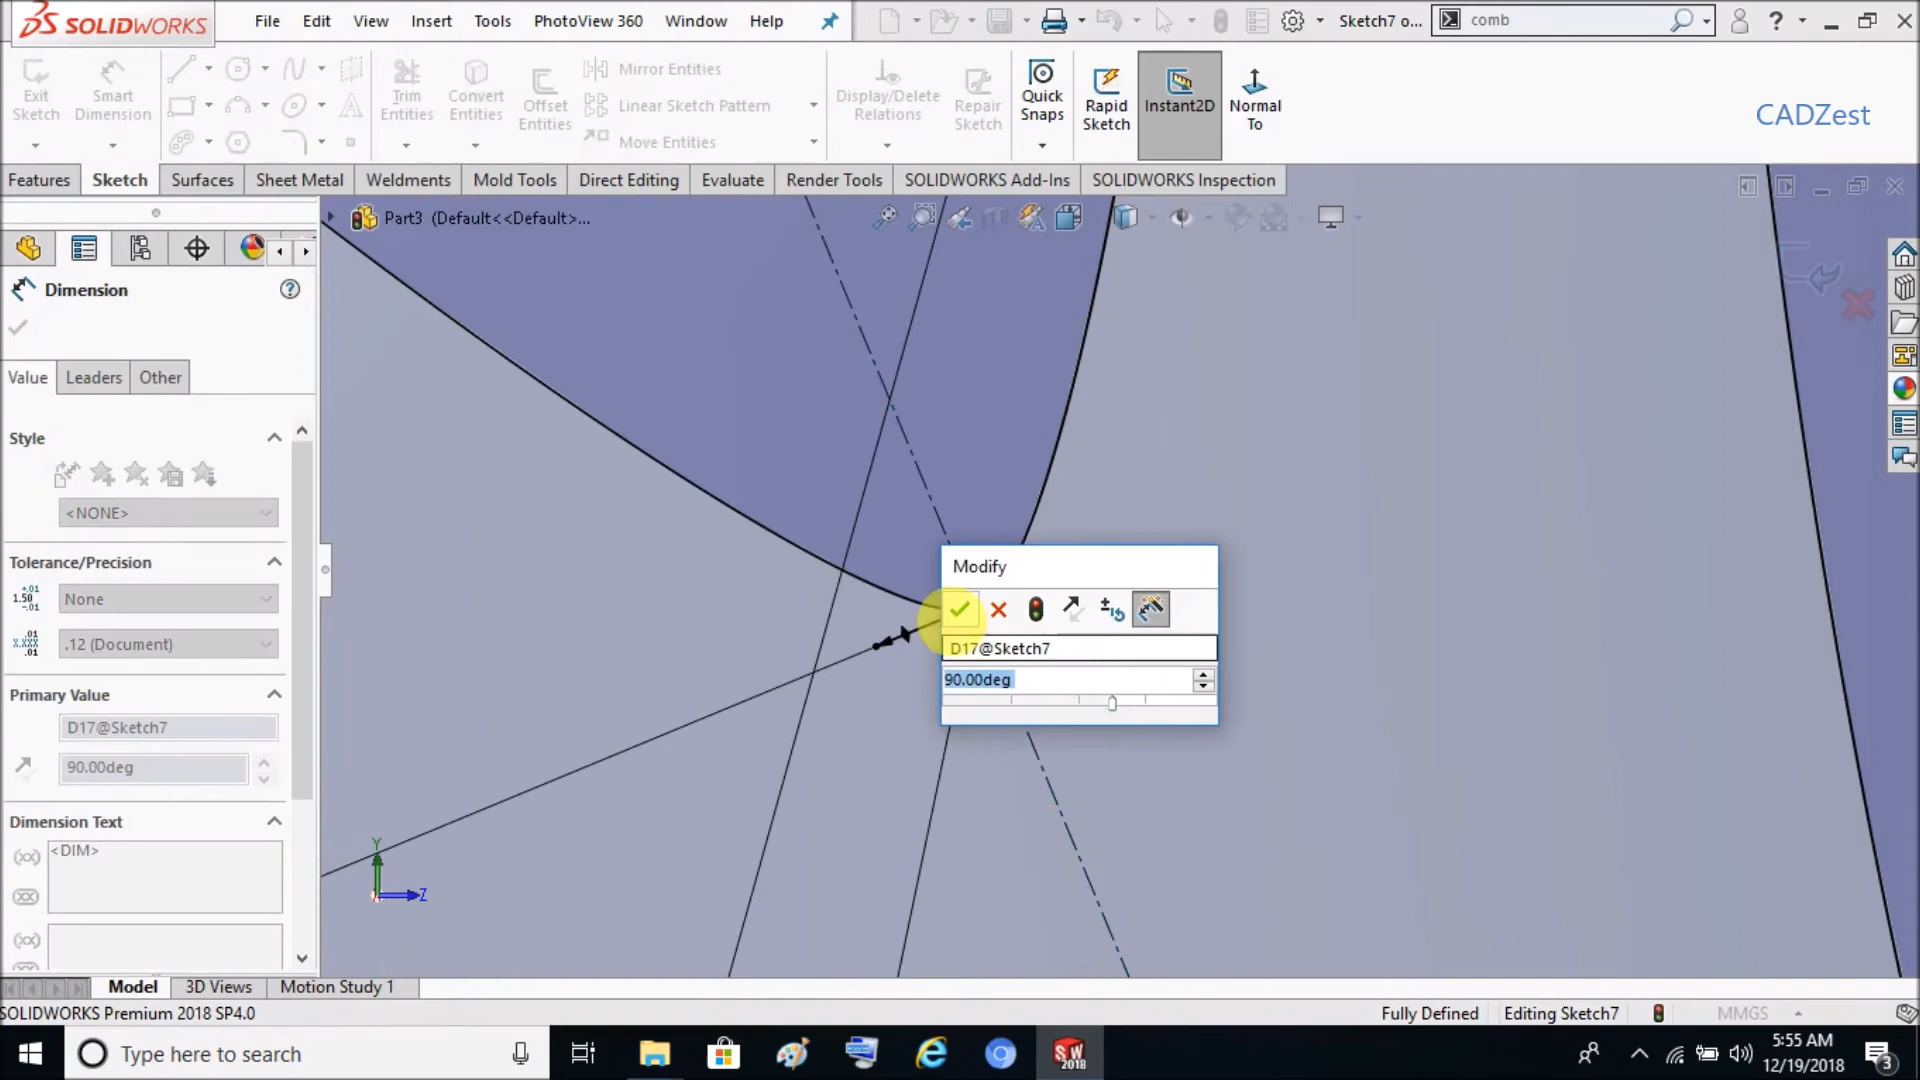 SOLIDWORKS
File Edit View Insert Tools PhotoView 360 Window Help
Sketch7 o...
comb
Exit Sketch
Smart Dimension
Trim Entities
Convert Entities
Offset Entities
Mirror Entities
Linear Sketch Pattern
Move Entities
Display/Delete Relations
Repair Sketch
Quick Snaps
Rapid Sketch
Instant2D
Normal To
CADZest
Features Sketch Surfaces Sheet Metal Weldments Mold Tools Direct Editing Evaluate Render Tools SOLIDWORKS Add-Ins SOLIDWORKS Inspection
Part3 (Default<<Default>...
Dimension
Value Leaders Other
Style
<NONE>
Tolerance/Precision
None
.12 (Document)
Primary Value
D17@Sketch7
90.00deg
Dimension Text
<DIM>
Modify
D17@Sketch7
90.00deg
Y
Z
Model 3D Views Motion Study 1
SOLIDWORKS Premium 2018 SP4.0
Fully Defined Editing Sketch7 MMGS
Type here to search
SW 2018
5:55 AM
12/19/2018
3